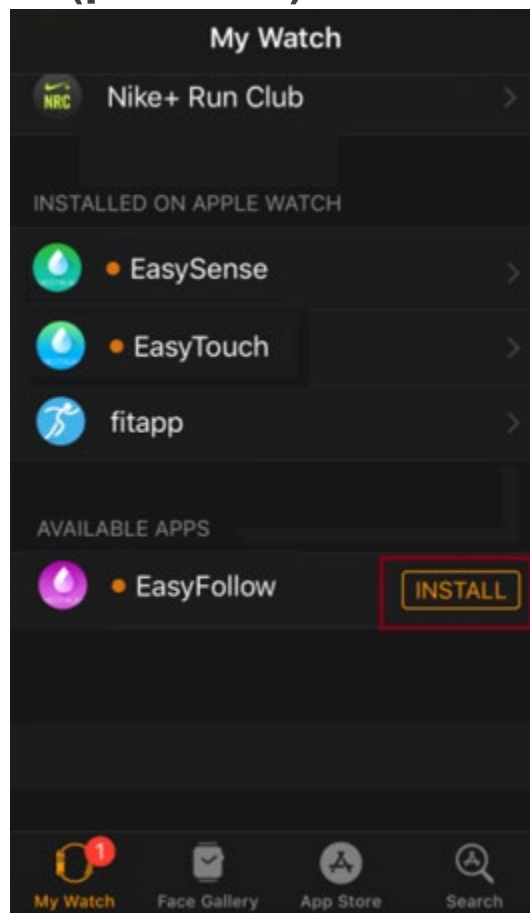 My Watch
NRC
Nike+ Run Club
INSTALLED ON APPLE WATCH
EasySense
EasyTouch
fitapp
AVAILABLE APPS
EasyFollow
INSTALL
1
My Watch
Face Gallery
App Store
Search